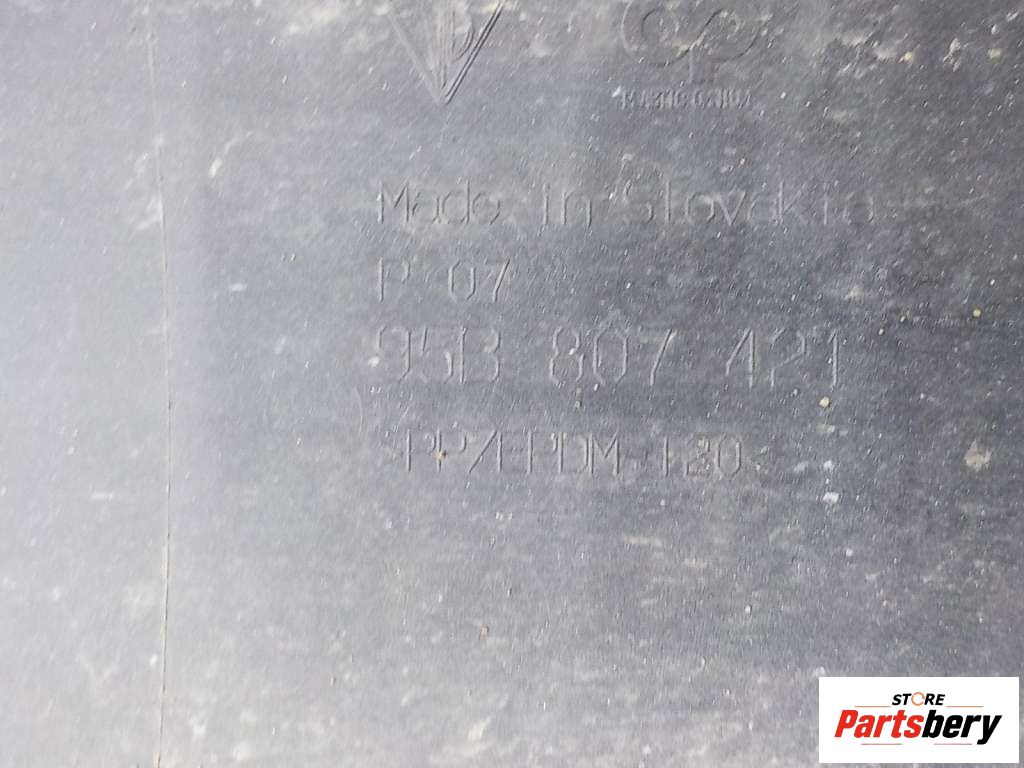 Made in Slovakia
P 07
95B 807 421
PP/EPDM T20
STORE
Partsbery